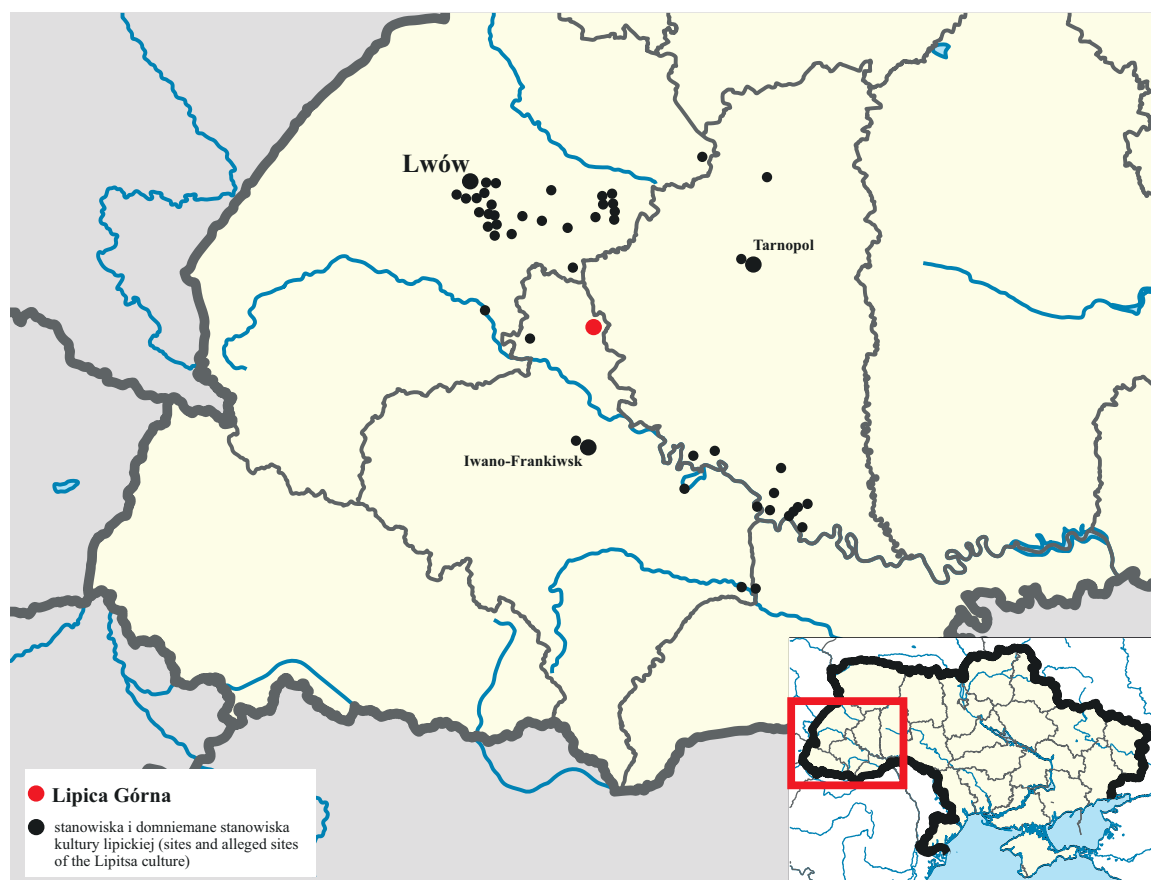 Lwów
Tarnopol
Iwano-Frankiwsk
Lipica Górna
stanowiska i domniemane stanowiska
kultury lipickiej (sites and alleged sites
of the Lipitsa culture)